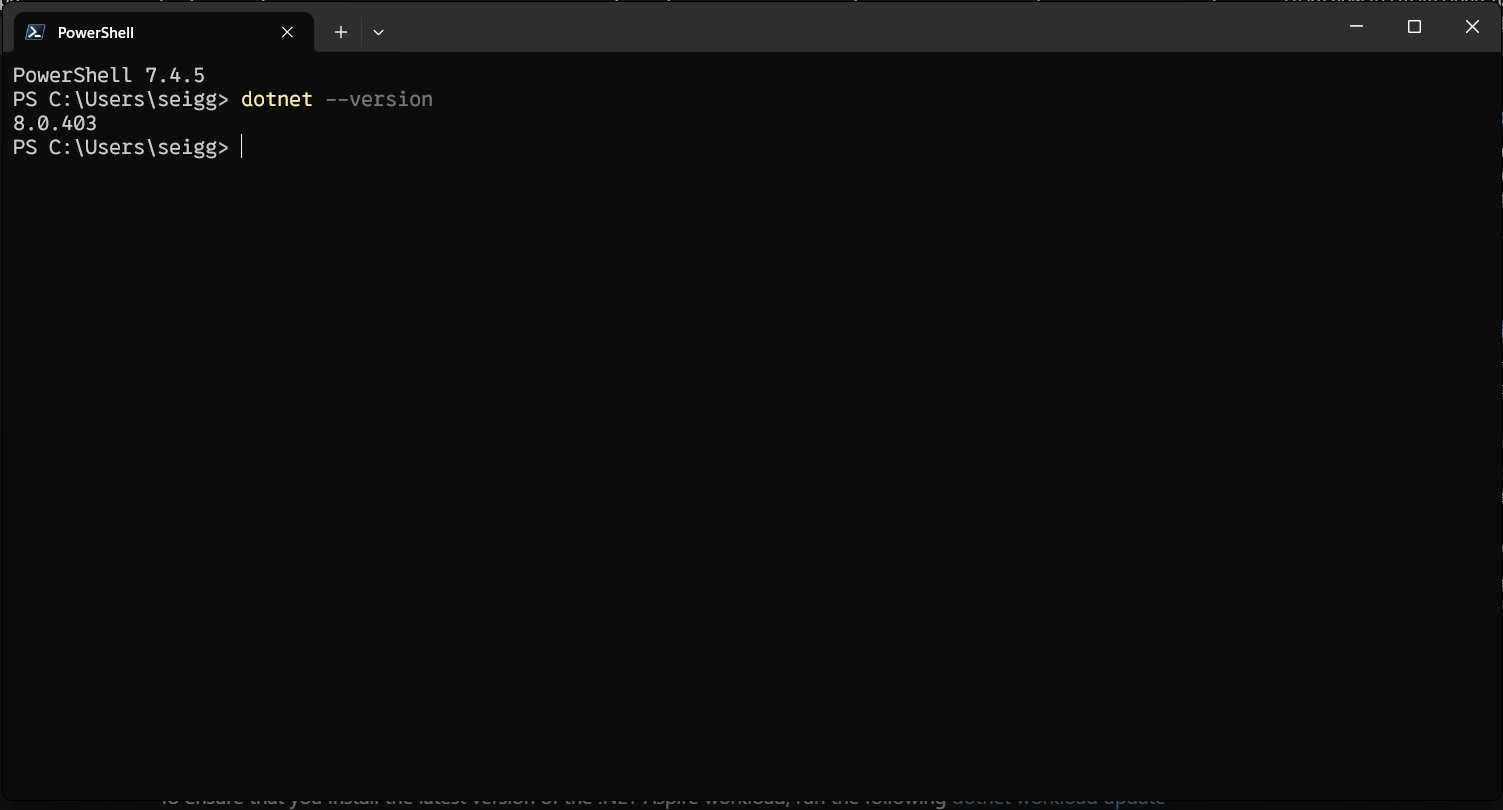 PowerShell
PowerShell 7.4.5
PS C:\Users\seigg> dotnet --version
8.0.403
PS C:\Users\seigg>
To ensure that you install the latest version of the .NET Aspire workload, run the following dotnet workload update